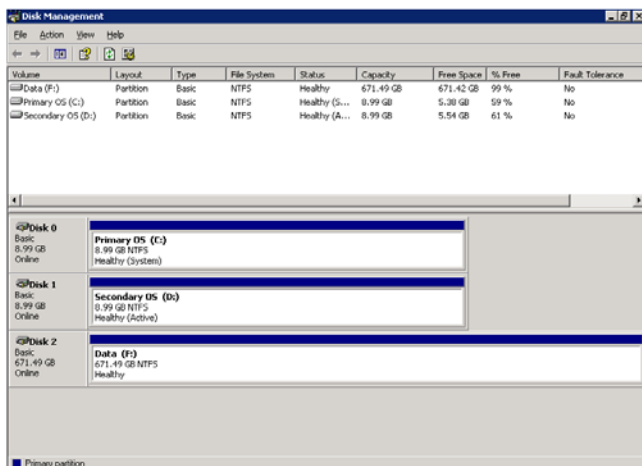 Disk Management
File Action View Help
Volume Layout Type File System Status Capacity Free Space % Free Fault Tolerance
Data (F:) Partition Basic NTFS Healthy 671.49 GB 671.42 GB 99 % No
Primary OS (C:) Partition Basic NTFS Healthy (S... 8.99 GB 5.38 GB 59 % No
Secondary OS (D:) Partition Basic NTFS Healthy (A... 8.99 GB 5.54 GB 61 % No
Disk 0
Basic
8.99 GB
Online
Primary OS (C:)
8.99 GB NTFS
Healthy (System)
Disk 1
Basic
8.99 GB
Online
Secondary OS (D:)
8.99 GB NTFS
Healthy (Active)
Disk 2
Basic
671.49 GB
Online
Data (F:)
671.49 GB NTFS
Healthy
Primary partition